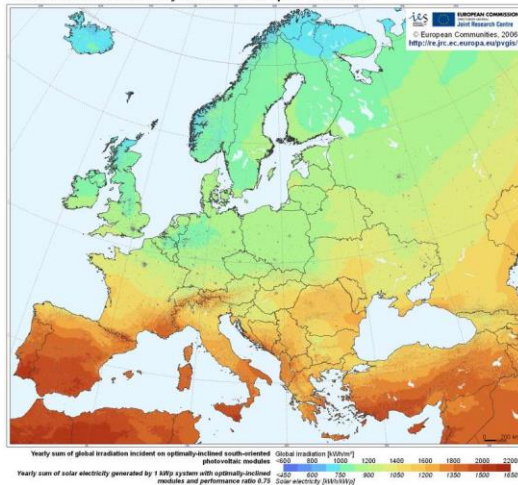 ies
EUROPEAN COMMISSION
Joint Research Centre
© European Communities, 2006
http://re.jrc.ec.europa.eu/pvgis/
Yearly sum of global irradiation incident on optimally-inclined south-oriented
photovoltaic modules
Global irradiation [kWh/m²]
<600 800 1000 1200 1400 1600 1800 2000 2200
Yearly sum of solar electricity generated by 1 kWp system with optimally-inclined
modules and performance ratio 0.75
<450 600 750 900 1050 1200 1350 1500 1650
Solar electricity [kWh/kWp]